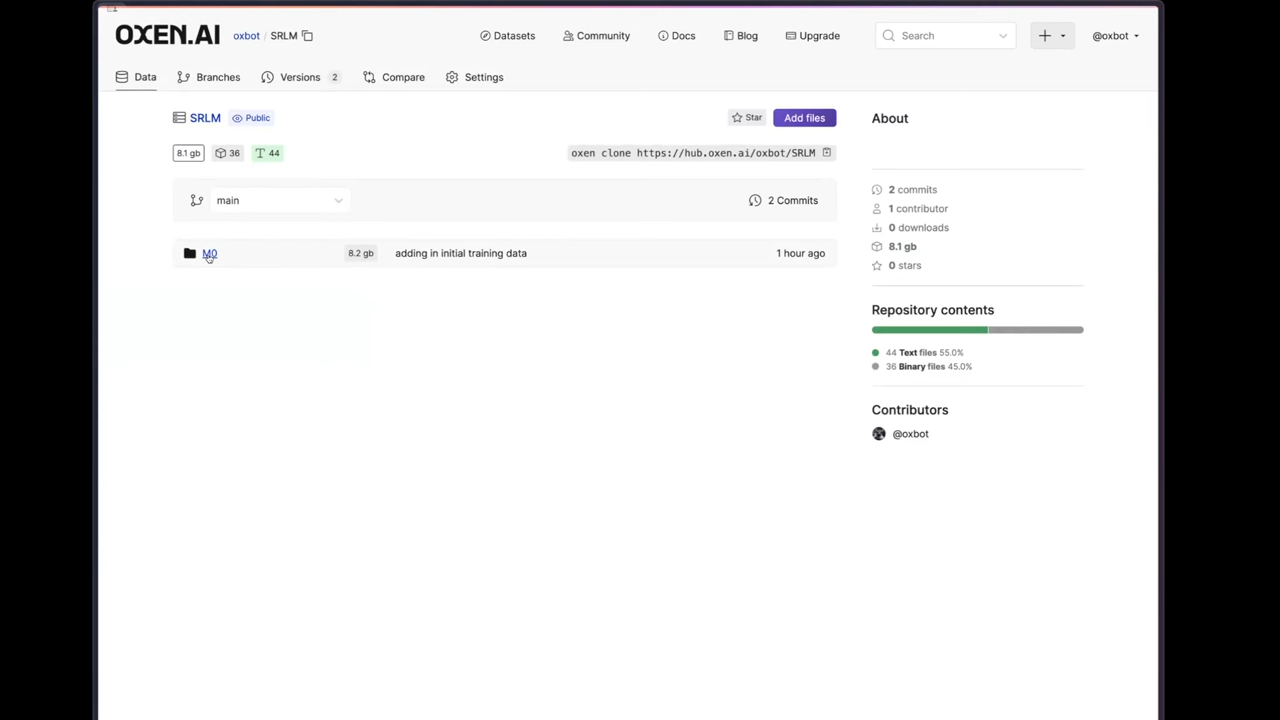 OXEN.AI oxbot / SRLM Datasets Community Docs Blog Upgrade Search @oxbot
Data Branches Versions 2 Compare Settings
SRLM Public Star Add files
8.1 gb 36 44 oxen clone https://hub.oxen.ai/oxbot/SRLM
main 2 Commits
M0 8.2 gb adding in initial training data 1 hour ago
About
2 commits
1 contributor
0 downloads
8.1 gb
0 stars
Repository contents
44 Text files 55.0%
36 Binary files 45.0%
Contributors
@oxbot